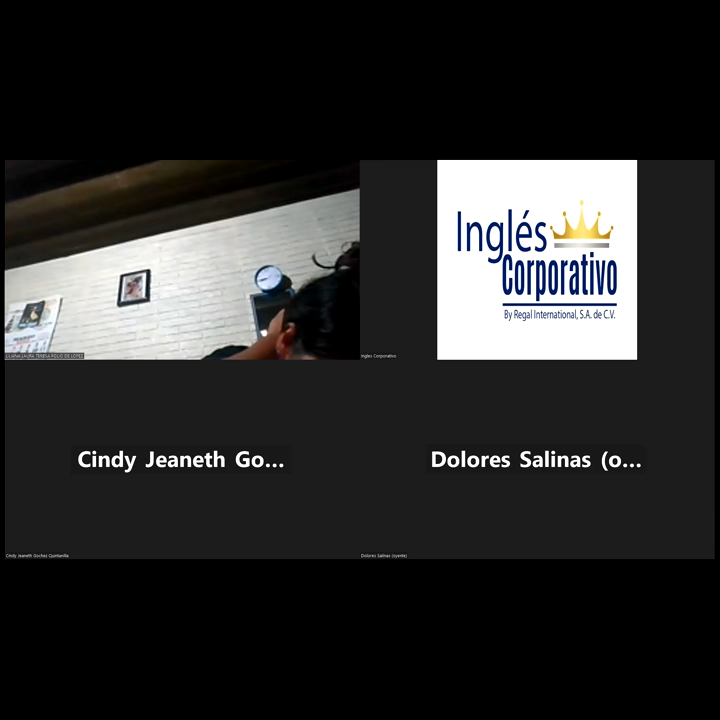 Inglés
Corporativo
By Regal International, S.A. de C.V.
Ingles Corporativo
Cindy Jeaneth Go...
Dolores Salinas (o...
Cindy Jeaneth Gochez Quintanilla
Dolores Salinas (oyente)